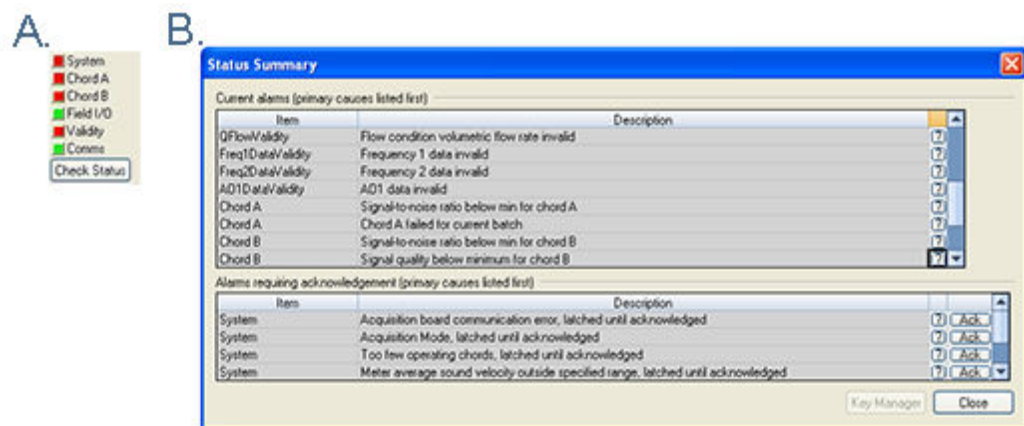 A.
System
Chord A
Chord B
Field I/O
Validity
Comms
Check Status
B.
Status Summary
Current alarms (primary causes listed first)
Item Description
QFlowValidity Flow condition volumetric flow rate invalid ?
Freq1DataValidity Frequency 1 data invalid ?
Freq2DataValidity Frequency 2 data invalid ?
AO1DataValidity AO1 data invalid ?
Chord A Signal-to-noise ratio below min for chord A ?
Chord A Chord A failed for current batch ?
Chord B Signal-to-noise ratio below min for chord B ?
Chord B Signal quality below minimum for chord B ?
Alarms requiring acknowledgement (primary causes listed first)
Item Description
System Acquisition board communication error, latched until acknowledged ? Ack
System Acquisition Mode, latched until acknowledged ? Ack
System Too few operating chords, latched until acknowledged ? Ack
System Meter average sound velocity outside specified range, latched until acknowledged ? Ack
Key Manager Close